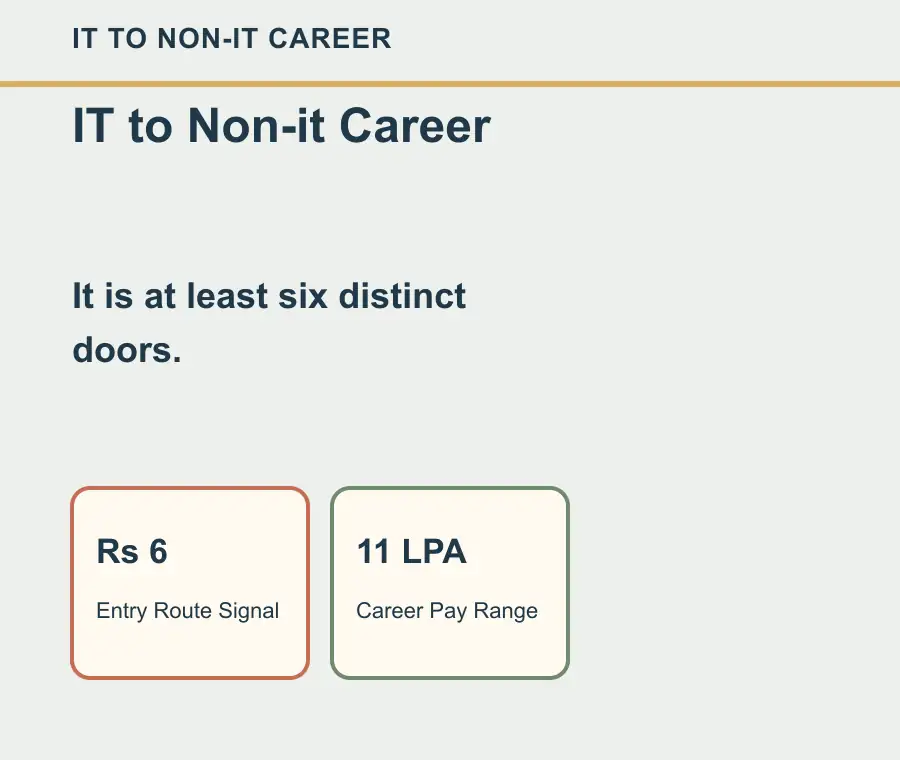 IT TO NON-IT CAREER
IT to Non-it Career
It is at least six distinct
doors.
Rs 6
Entry Route Signal
11 LPA
Career Pay Range